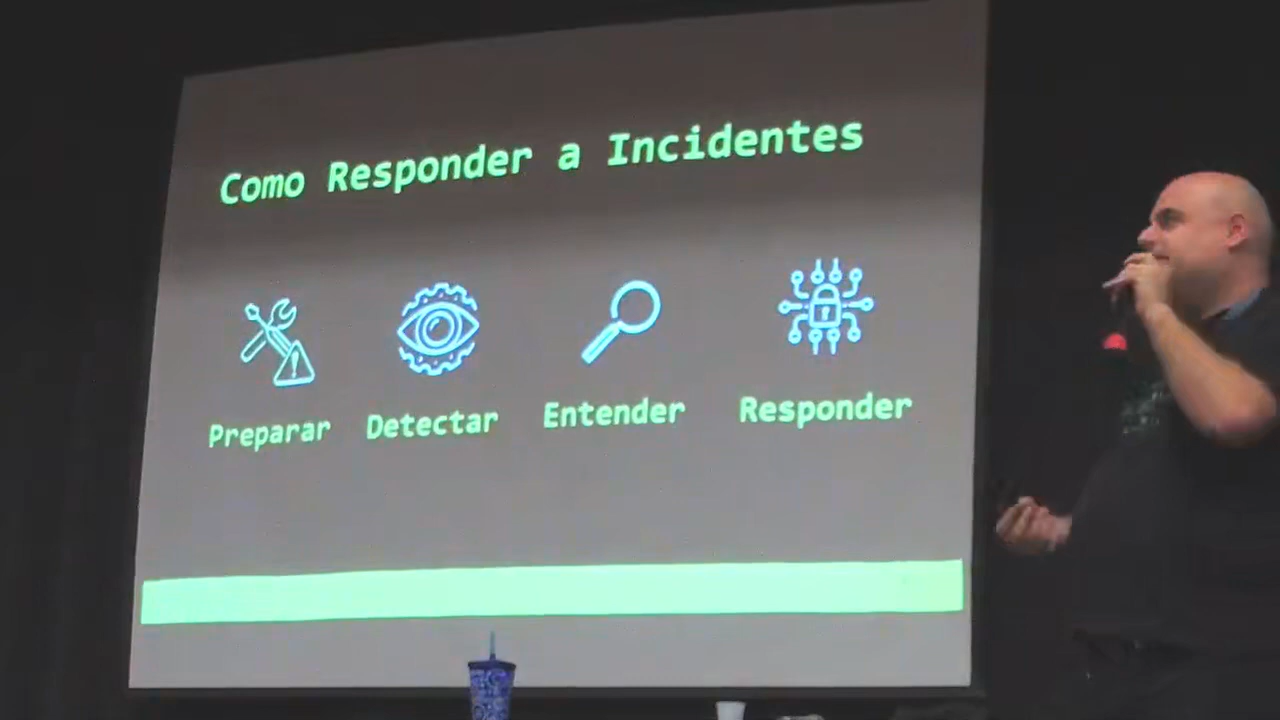 Como Responder a Incidentes
Preparar Detectar Entender Responder